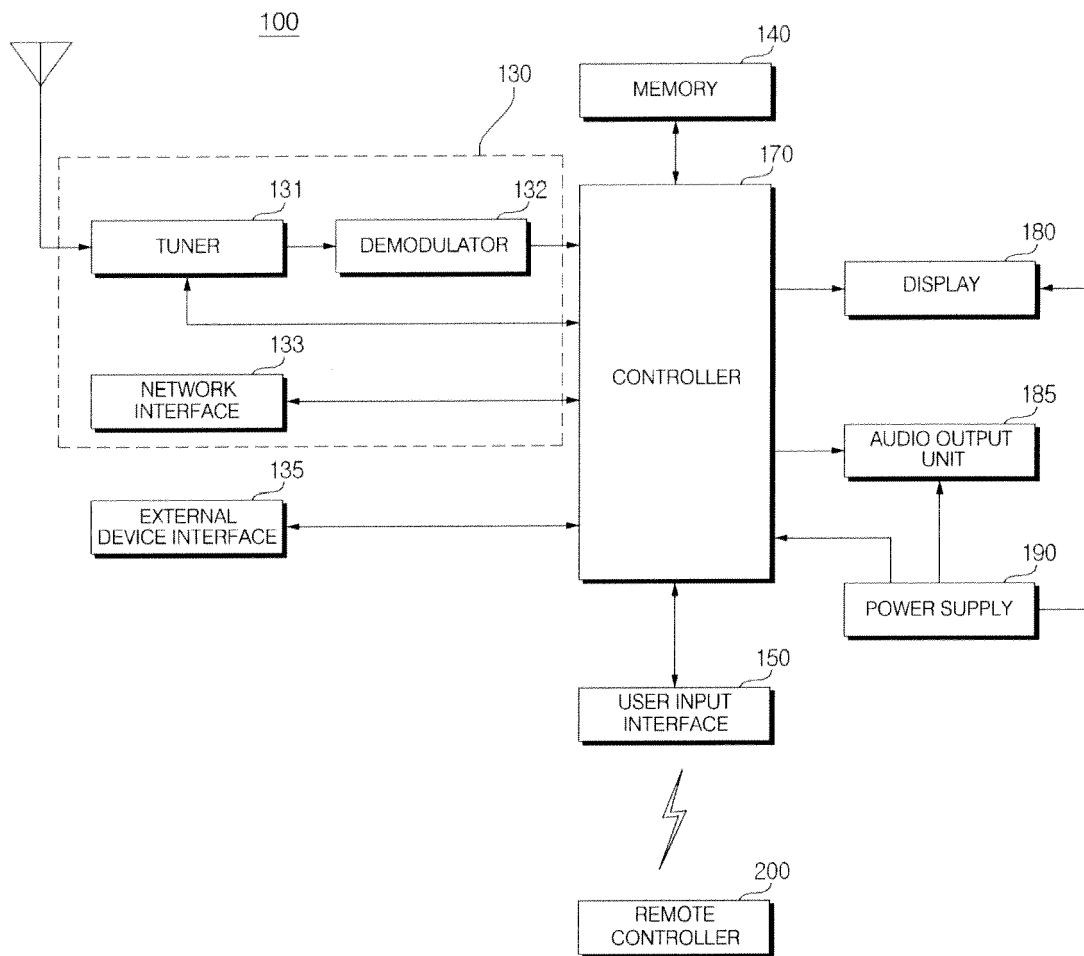 100
140
MEMORY
130
170
131
TUNER
132
DEMODULATOR
180
DISPLAY
133
NETWORK
INTERFACE
CONTROLLER
185
AUDIO OUTPUT
UNIT
135
EXTERNAL
DEVICE INTERFACE
190
POWER SUPPLY
150
USER INPUT
INTERFACE
200
REMOTE
CONTROLLER